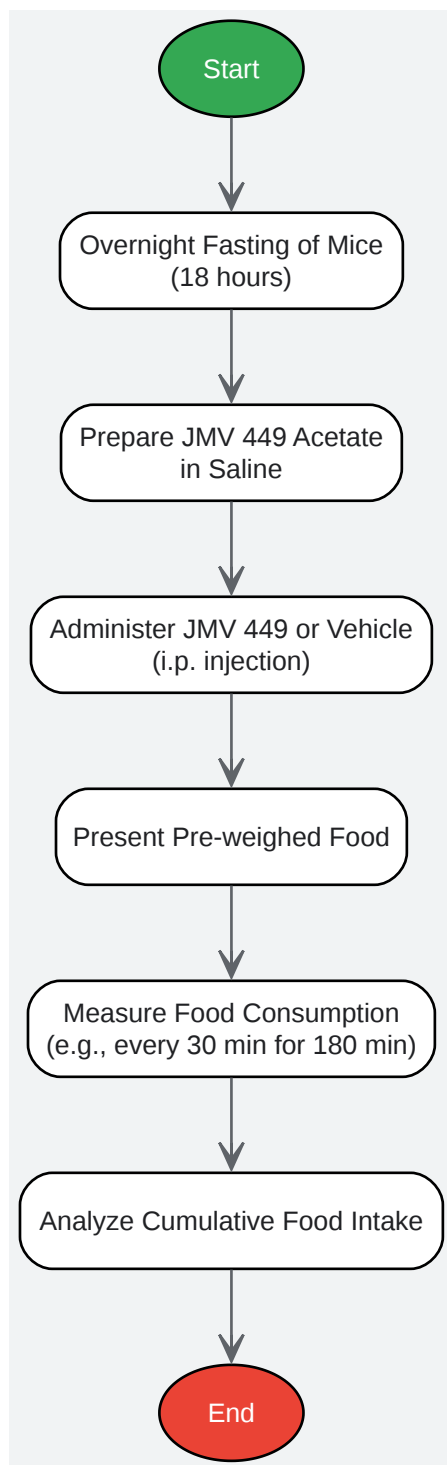 Start
Overnight Fasting of Mice
(18 hours)
Prepare JMV 449 Acetate
in Saline
Administer JMV 449 or Vehicle
(i.p. injection)
Present Pre-weighed Food
Measure Food Consumption
(e.g., every 30 min for 180 min)
Analyze Cumulative Food Intake
End